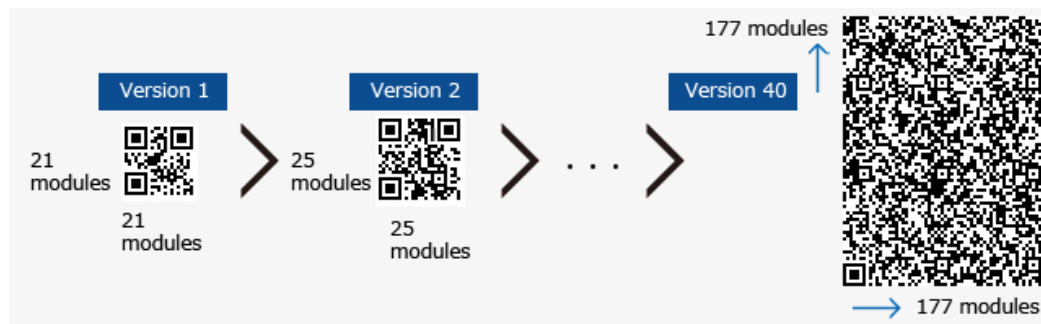 177 modules
Version 1
Version 2
Version 40
21
modules
25
modules
. . .
21
modules
25
modules
177 modules